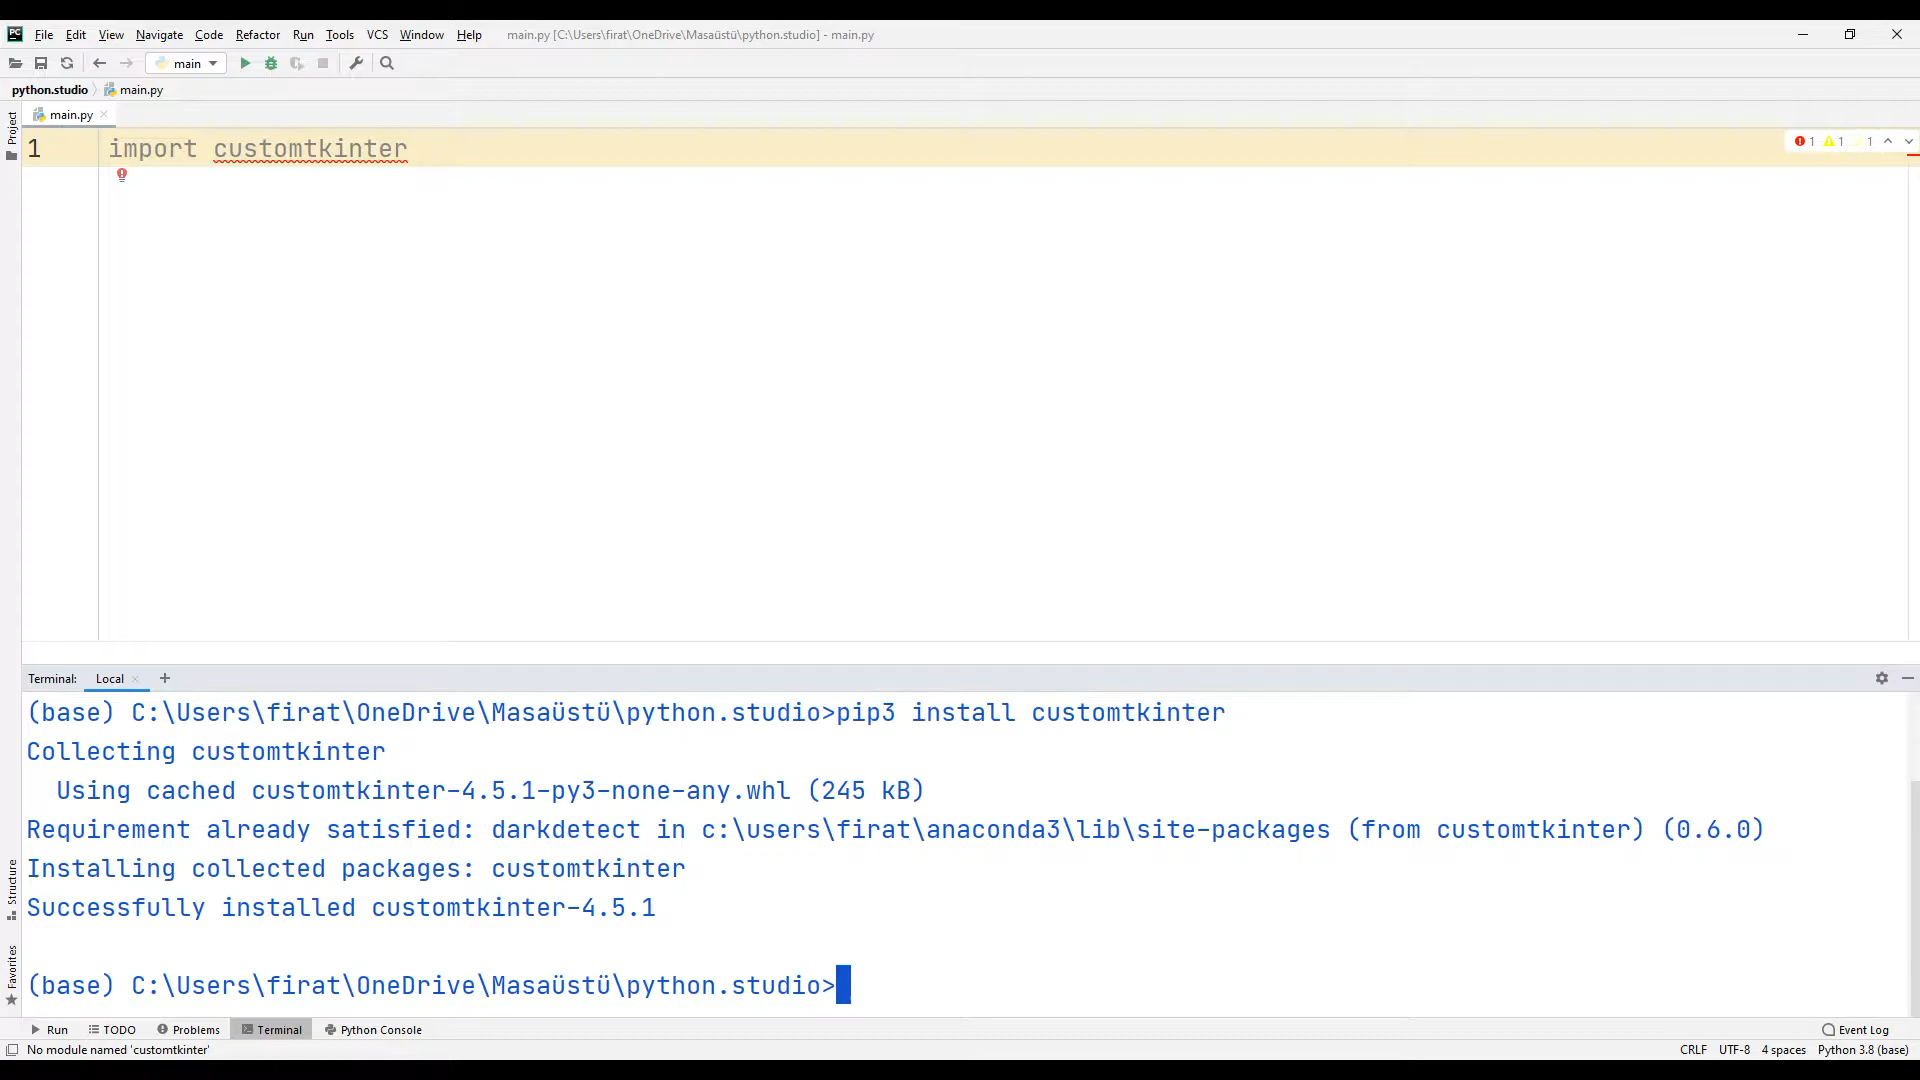 PC File Edit View Navigate Code Refactor Run Tools VCS Window Help main.py [C:\Users\firat\OneDrive\Masaüstü\python.studio] - main.py
main
python.studio main.py
main.py
Project
1 import customtkinter
1 1 1
Terminal: Local
(base) C:\Users\firat\OneDrive\Masaüstü\python.studio>pip3 install customtkinter
Collecting customtkinter
Using cached customtkinter-4.5.1-py3-none-any.whl (245 kB)
Requirement already satisfied: darkdetect in c:\users\firat\anaconda3\lib\site-packages (from customtkinter) (0.6.0)
Installing collected packages: customtkinter
Successfully installed customtkinter-4.5.1
(base) C:\Users\firat\OneDrive\Masaüstü\python.studio>
Structure
Favorites
Run TODO Problems Terminal Python Console Event Log
No module named 'customtkinter' CRLF UTF-8 4 spaces Python 3.8 (base)